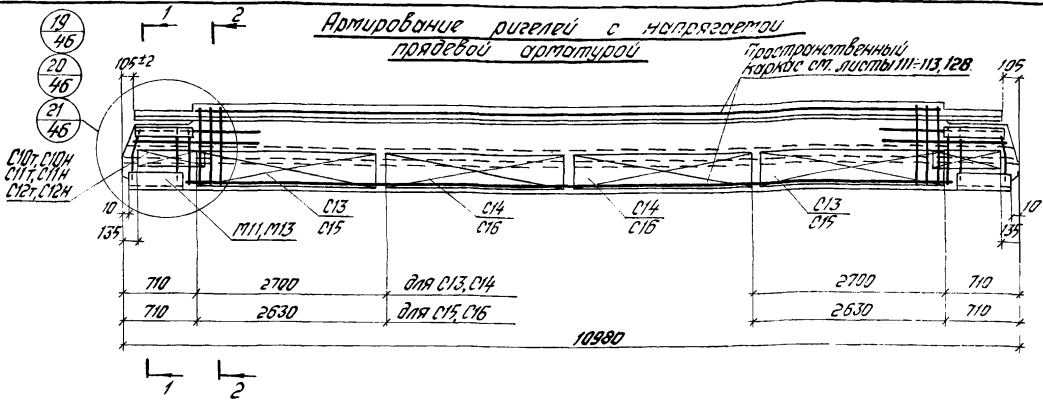 19
46
20
46
21
46
1 2
Армирование ригелей с напрягаемой
прядевой арматурой
Пространственный
каркас см. листы 111÷113, 128.
105±2
105
С10т, С10н
С11т, С11н
С12т, С12н
10
135
М11, М13
С13
С15
С14
С16
С14
С16
С13
С15
10
135
710 2700 для С13, С14 2700 710
710 2630 для С15, С16 2630 710
10980
1 2